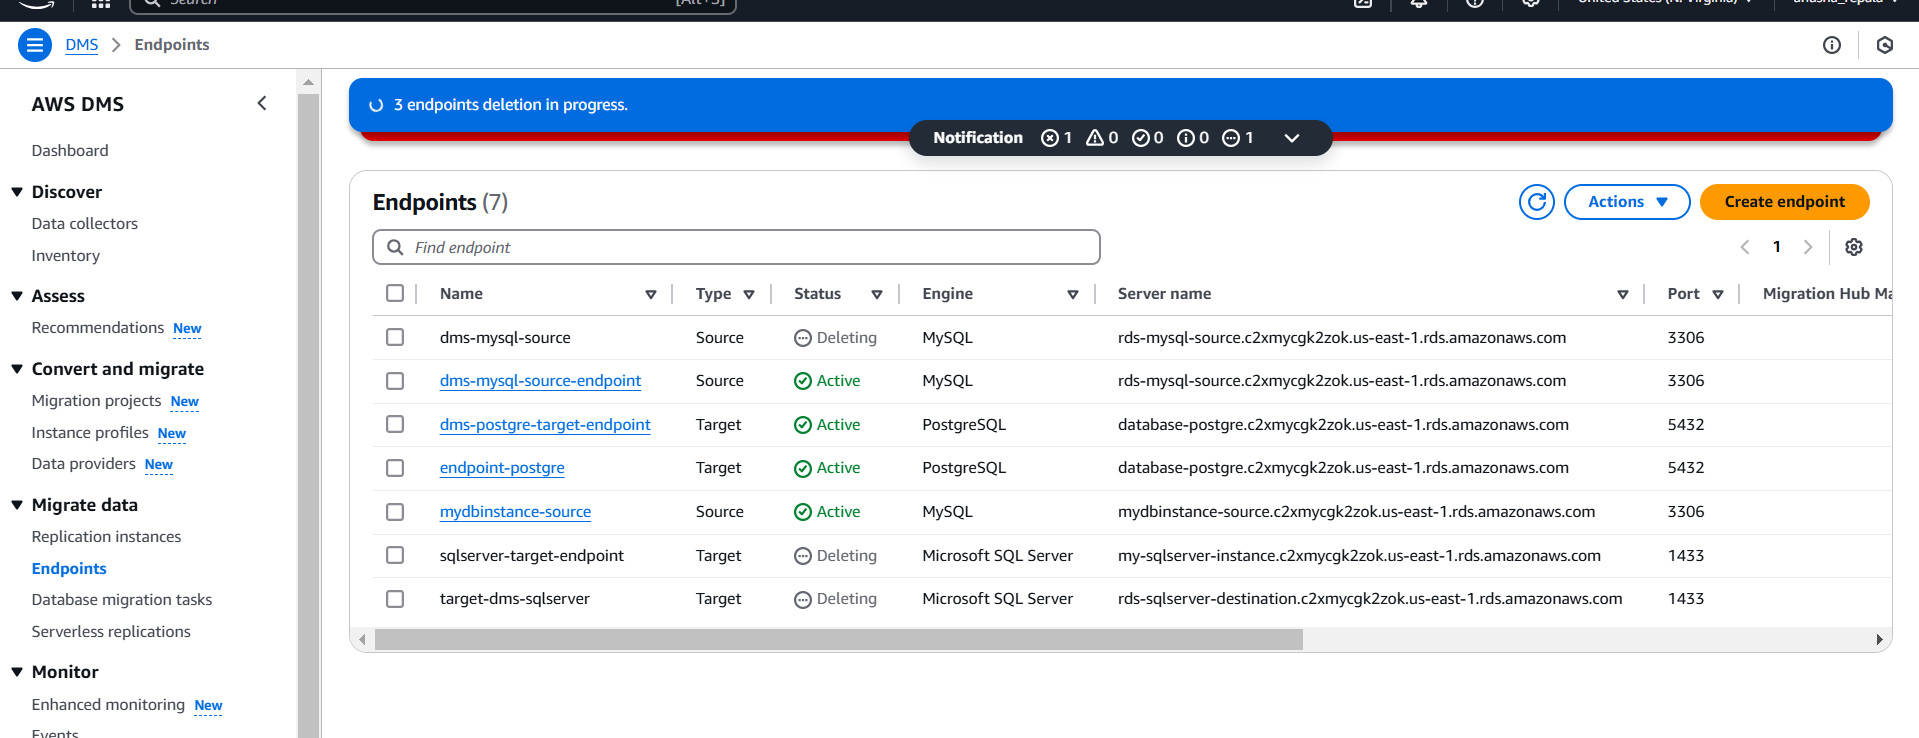 Search [Alt+S]
United States (N. Virginia)
DMS Endpoints
AWS DMS
Dashboard
Discover
Data collectors
Inventory
Assess
Recommendations New
Convert and migrate
Migration projects New
Instance profiles New
Data providers New
Migrate data
Replication instances
Endpoints
Database migration tasks
Serverless replications
Monitor
Enhanced monitoring New
Events
3 endpoints deletion in progress.
Notification 1 0 0 0 1
Endpoints (7)
Actions
Create endpoint
Find endpoint
1
Name Type Status Engine Server name Port Migration Hub Ma
dms-mysql-source Source Deleting MySQL rds-mysql-source.c2xmycgk2zok.us-east-1.rds.amazonaws.com 3306
dms-mysql-source-endpoint Source Active MySQL rds-mysql-source.c2xmycgk2zok.us-east-1.rds.amazonaws.com 3306
dms-postgre-target-endpoint Target Active PostgreSQL database-postgre.c2xmycgk2zok.us-east-1.rds.amazonaws.com 5432
endpoint-postgre Target Active PostgreSQL database-postgre.c2xmycgk2zok.us-east-1.rds.amazonaws.com 5432
mydbinstance-source Source Active MySQL mydbinstance-source.c2xmycgk2zok.us-east-1.rds.amazonaws.com 3306
sqlserver-target-endpoint Target Deleting Microsoft SQL Server my-sqlserver-instance.c2xmycgk2zok.us-east-1.rds.amazonaws.com 1433
target-dms-sqlserver Target Deleting Microsoft SQL Server rds-sqlserver-destination.c2xmycgk2zok.us-east-1.rds.amazonaws.com 1433